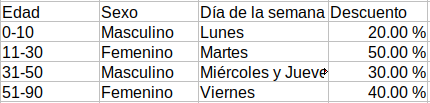 Edad Sexo Día de la semana Descuento
0-10 Masculino Lunes 20.00 %
11-30 Femenino Martes 50.00 %
31-50 Masculino Miércoles y Jueve 30.00 %
51-90 Femenino Viernes 40.00 %